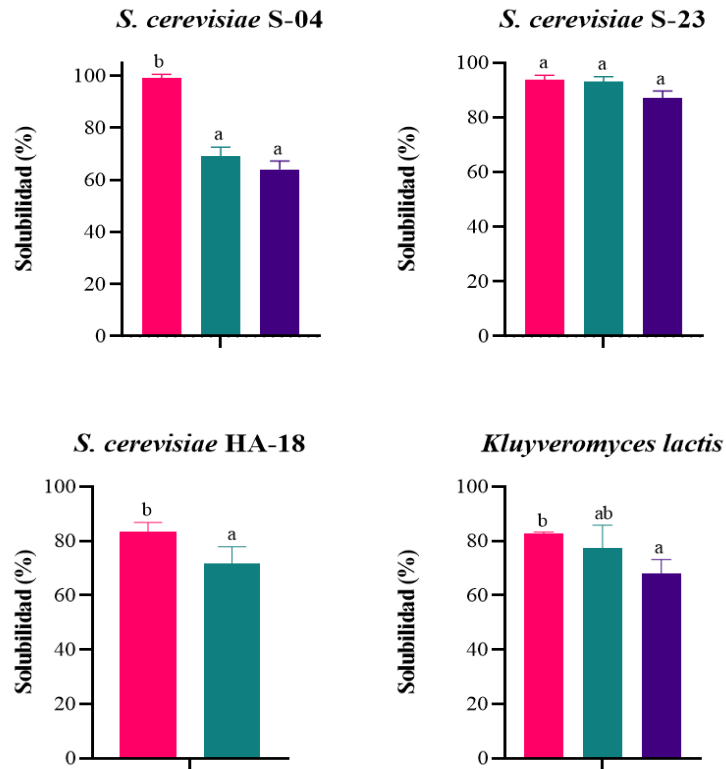 S. cerevisiae S-04
b
a
a
100
80
60
40
20
0
Solubilidad (%)
S. cerevisiae S-23
a
a
a
100
80
60
40
20
0
Solubilidad (%)
S. cerevisiae HA-18
b
a
100
80
60
40
20
0
Solubilidad (%)
Kluyveromyces lactis
b
ab
a
100
80
60
40
20
0
Solubilidad (%)